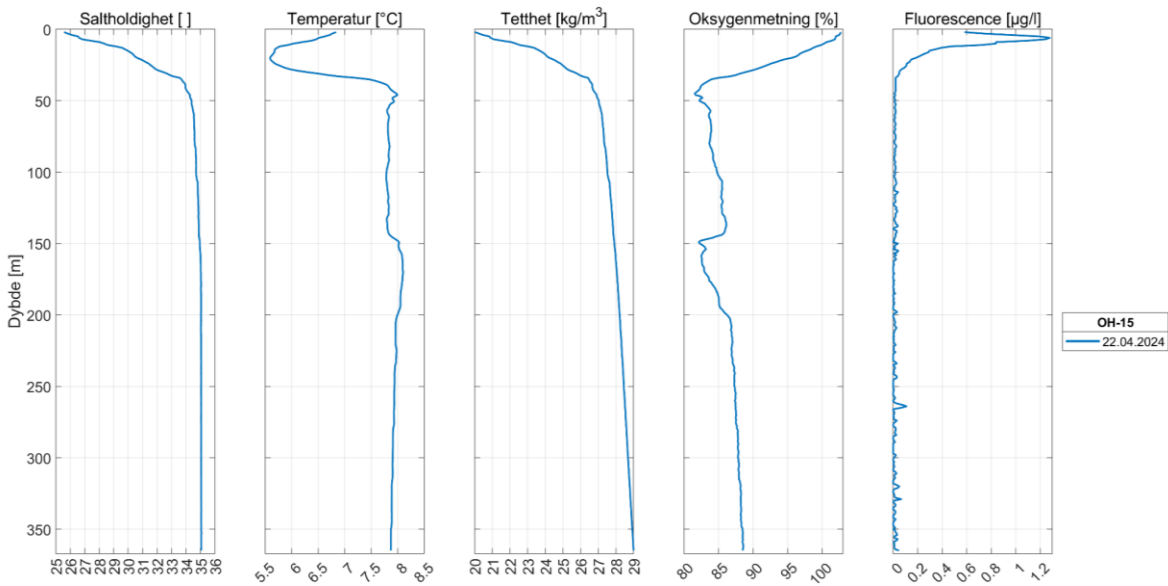 Saltholdighet [ ]
Temperatur [°C]
Tetthet [kg/m³]
Oksygenmetning [%]
Fluorescence [µg/l]
Dybde [m]
0
50
100
150
200
250
300
350
25 26 27 28 29 30 31 32 33 34 35 36
5.5 6 6.5 7 7.5 8 8.5
20 21 22 23 24 25 26 27 28 29
80 85 90 95 100
0 0.2 0.4 0.6 0.8 1 1.2
OH-15
22.04.2024